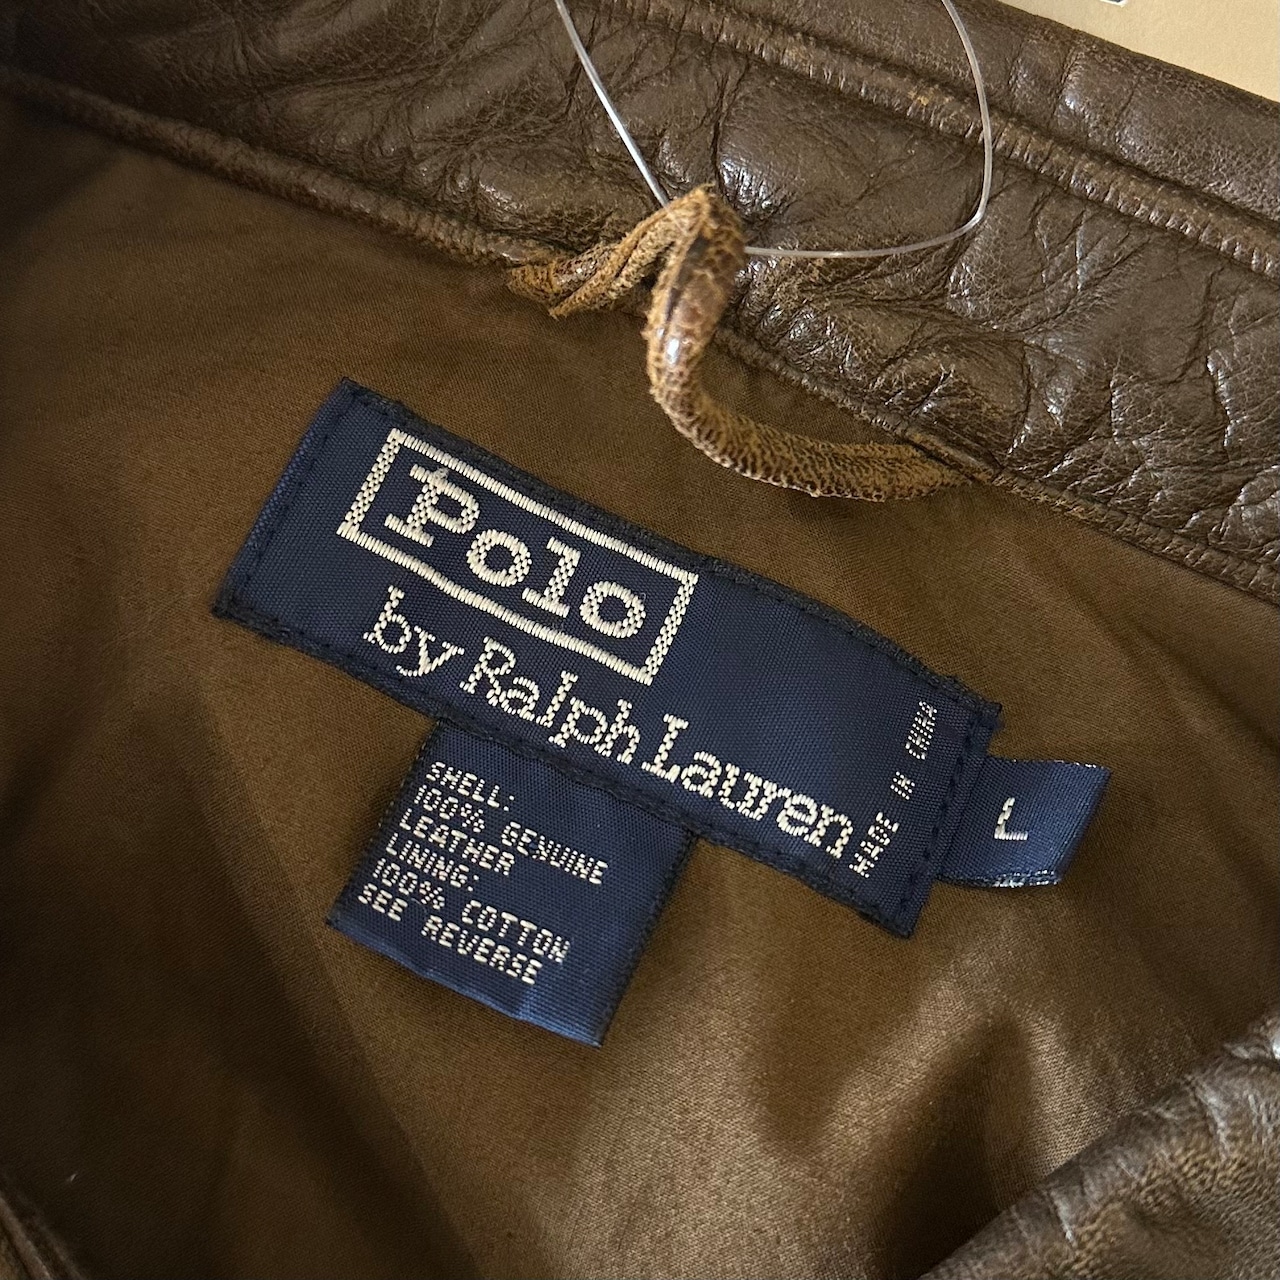 Polo
by Ralph Lauren
MADE IN CHINA
L
SHELL:
100% GENUINE
LEATHER
LINING:
100% COTTON
SEE REVERSE